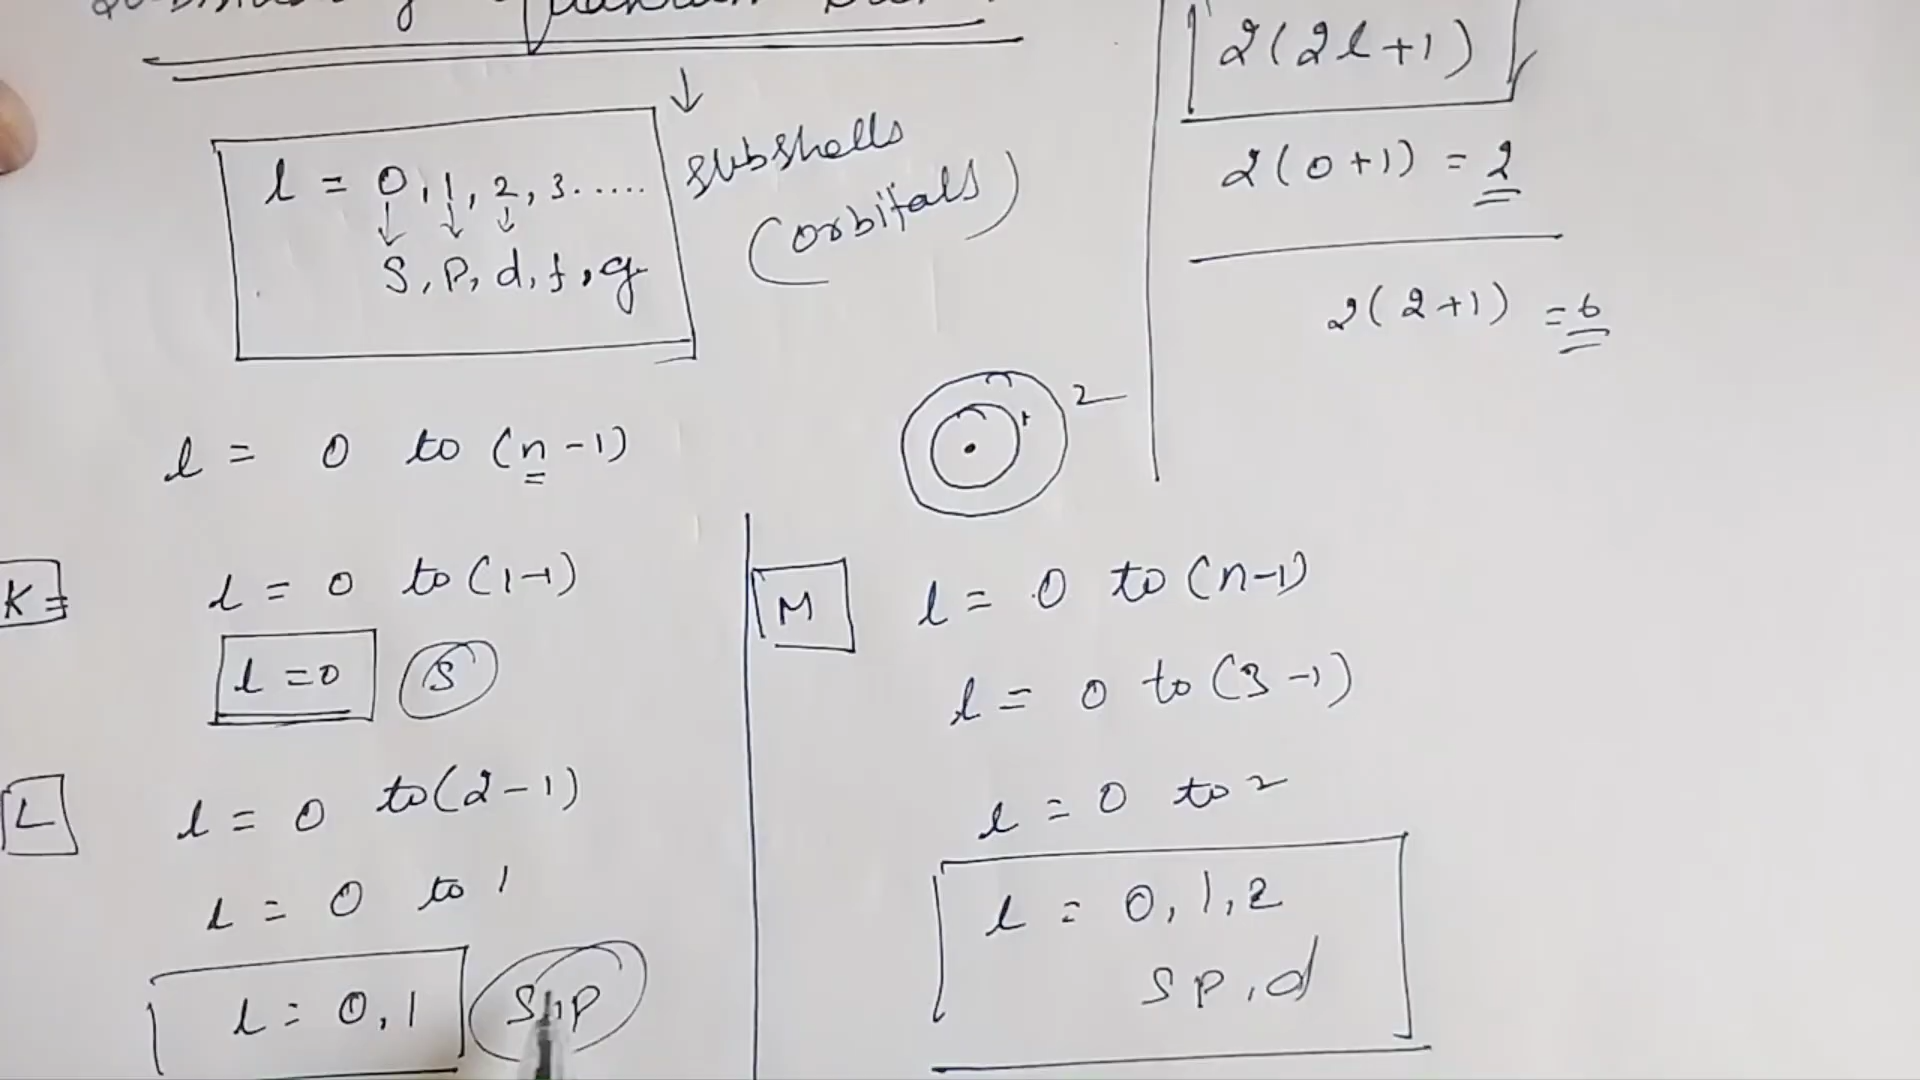 2(2l+1)
l = 0, 1, 2, 3.....
S, P, d, f, g
subshells
(orbitals)
2(0+1) = 2
2(2+1) = 6
2
l = 0 to (n-1)
K =
l = 0 to (1-1)
l = 0 S
L
l = 0 to (2-1)
l = 0 to 1
l = 0, 1 S, P
M
l = 0 to (n-1)
l = 0 to (3-1)
l = 0 to 2
l = 0, 1, 2
S P, d